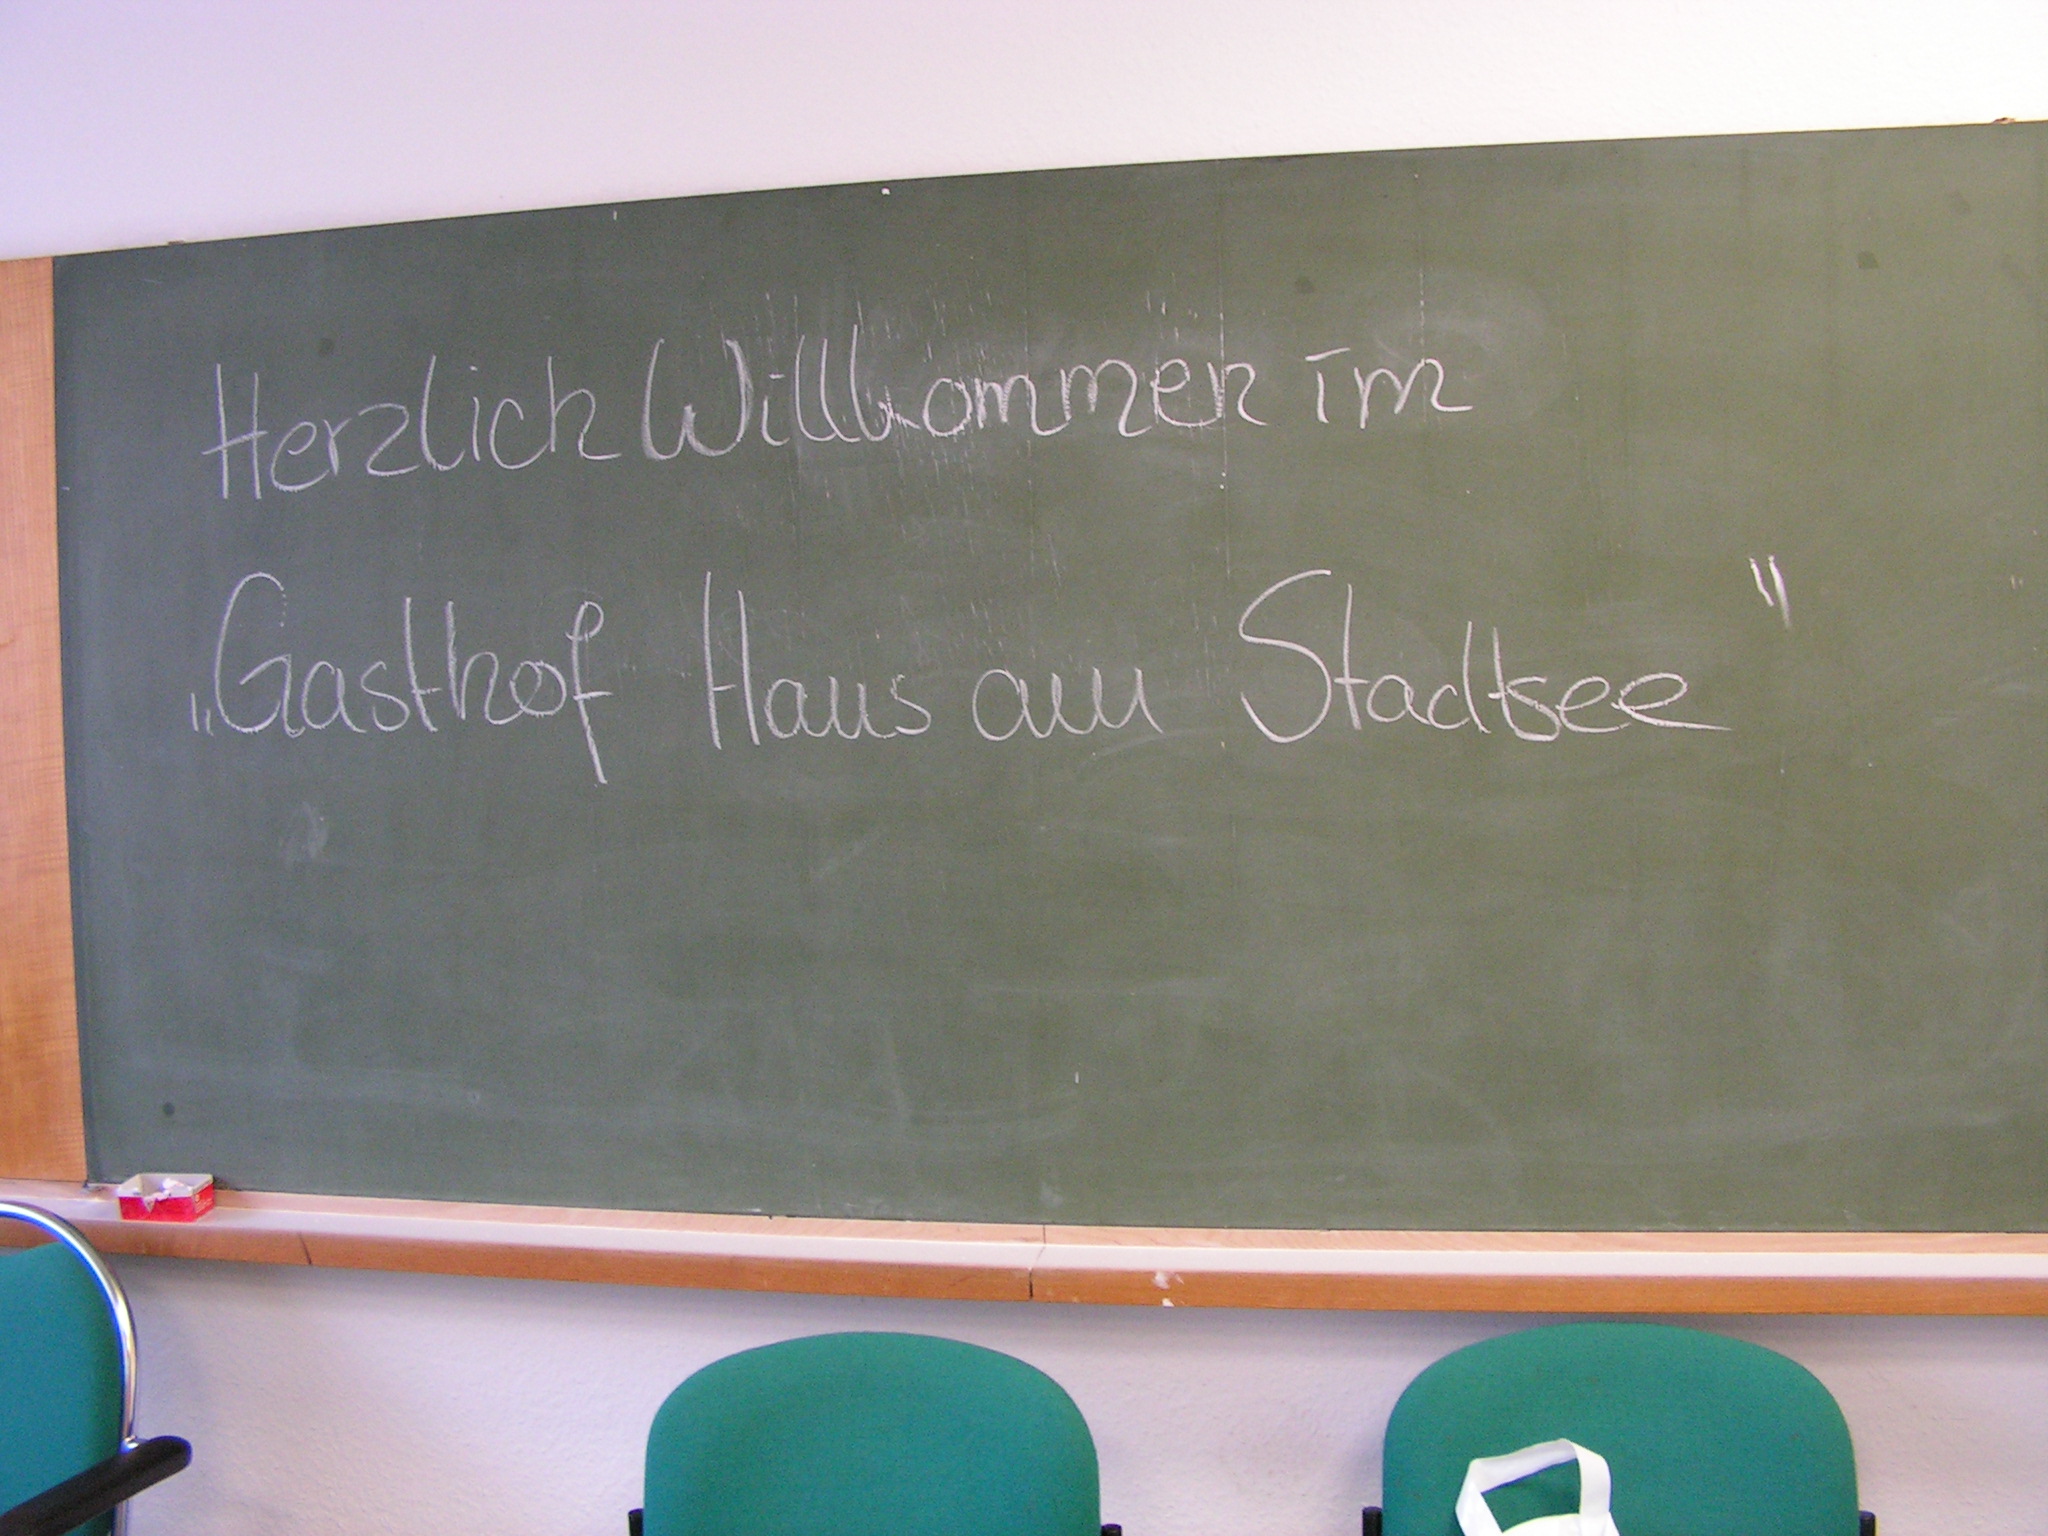 Herzlich Willkommen im
„Gasthof Haus am Stadtsee"